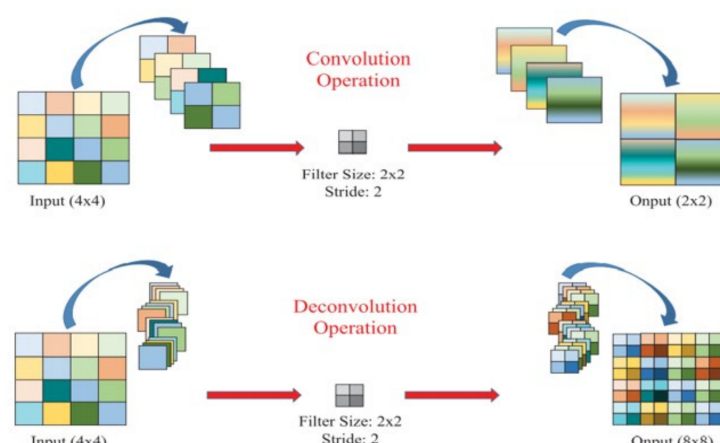 Convolution
Operation
Input (4x4)
Filter Size: 2x2
Stride: 2
Onput (2x2)
Deconvolution
Operation
Input (4x4)
Filter Size: 2x2
Stride: 2
Onput (8x8)